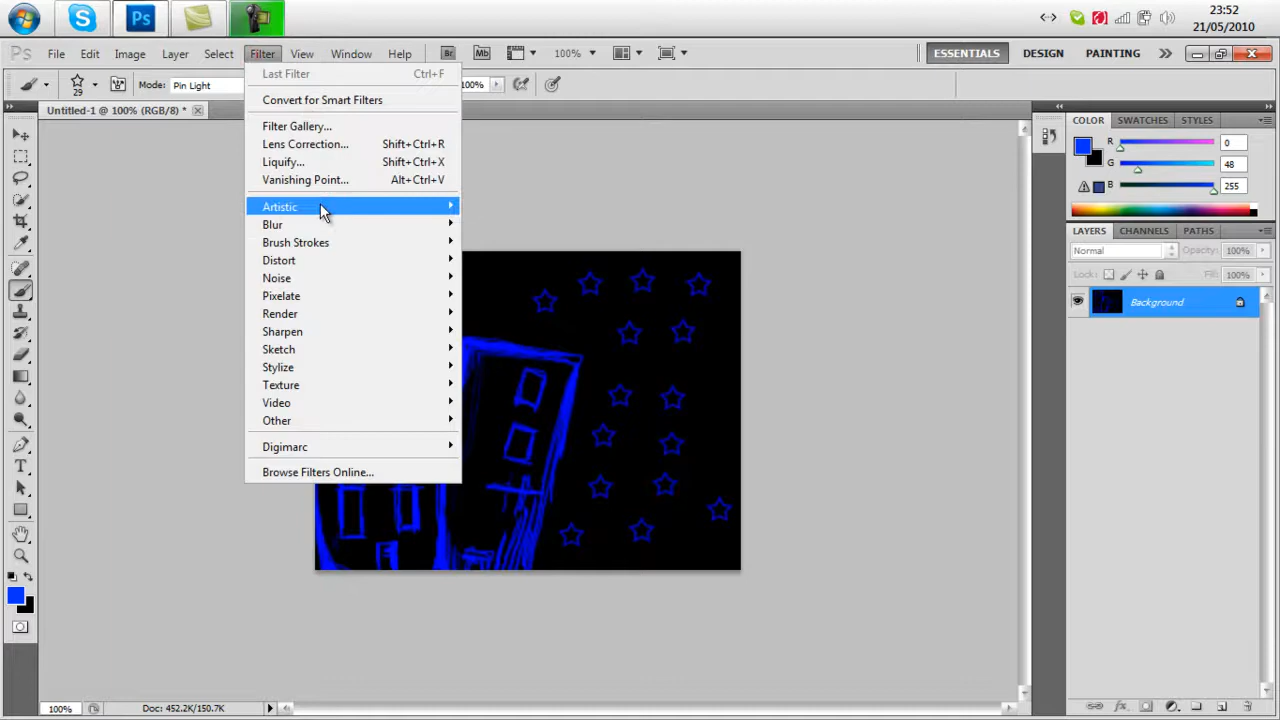 Ps
23:52
21/05/2010
Ps File Edit Image Layer Select Filter View Window Help Br Mb 100% ESSENTIALS DESIGN PAINTING
29 Mode: Pin Light 100%
Untitled-1 @ 100% (RGB/8) *
Last Filter Ctrl+F
Convert for Smart Filters
Filter Gallery...
Lens Correction... Shift+Ctrl+R
Liquify... Shift+Ctrl+X
Vanishing Point... Alt+Ctrl+V
Artistic
Blur
Brush Strokes
Distort
Noise
Pixelate
Render
Sharpen
Sketch
Stylize
Texture
Video
Other
Digimarc
Browse Filters Online...
COLOR SWATCHES STYLES
R 0
G 48
B 255
LAYERS CHANNELS PATHS
Normal Opacity: 100%
Lock: Fill: 100%
Background
T
100% Doc: 452.2K/150.7K